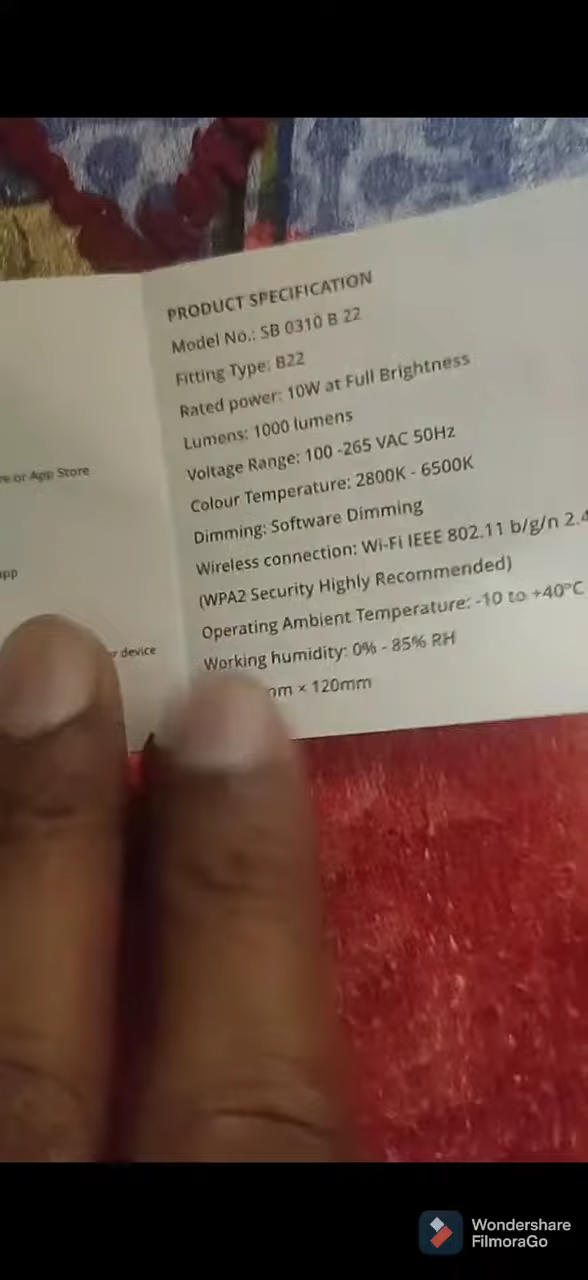 PRODUCT SPECIFICATION
Model No.: SB 0310 B 22
Fitting Type: B22
Rated power: 10W at Full Brightness
Lumens: 1000 lumens
Voltage Range: 100 -265 VAC 50Hz
Colour Temperature: 2800K - 6500K
Dimming: Software Dimming
Wireless connection: Wi-Fi IEEE 802.11 b/g/n 2.4
(WPA2 Security Highly Recommended)
Operating Ambient Temperature: -10 to +40°C
Working humidity: 0% - 85% RH
× 120mm
or App Store
device
Wondershare
FilmoraGo